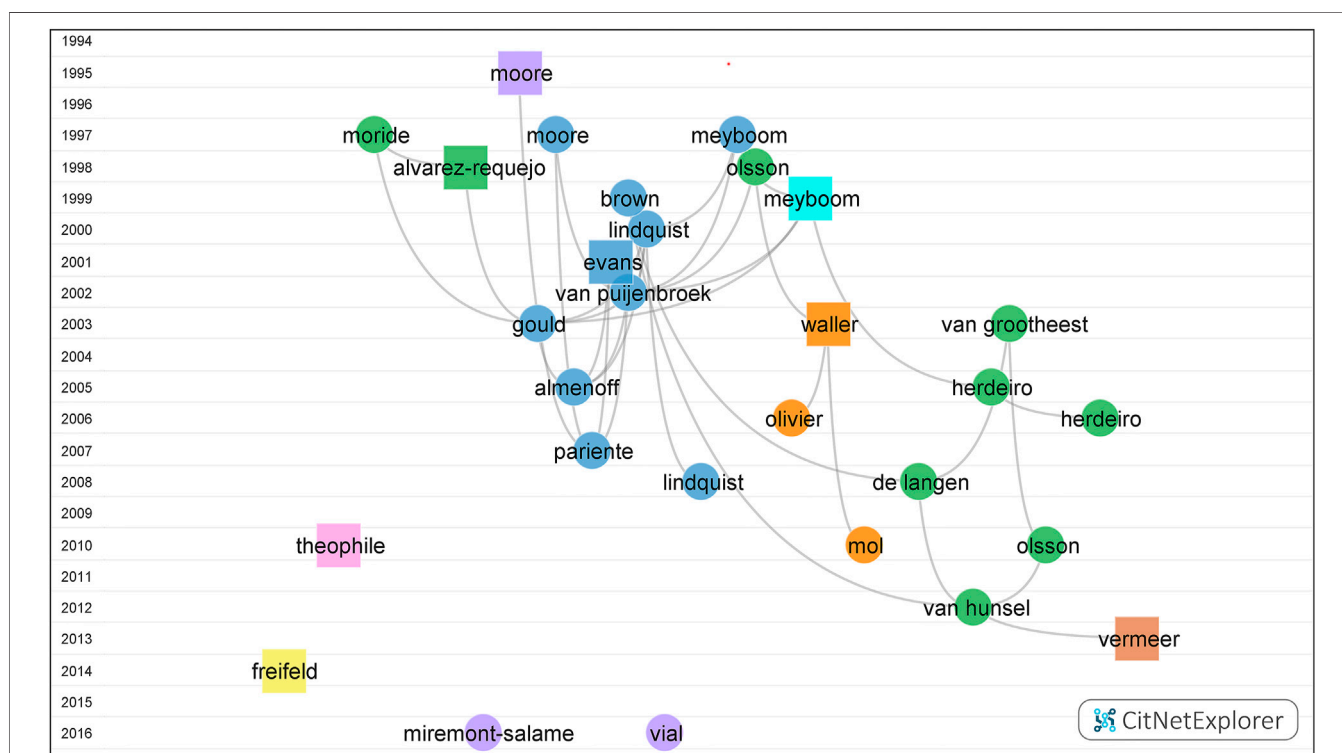 1994
1995
moore
1996
1997
moride
moore
meyboom
1998
alvarez-requejo
olsson
1999
brown
meyboom
2000
lindquist
2001
evans
2002
van puijenbroek
2003
gould
waller
van grootheest
2004
2005
almenoff
herdeiro
2006
olivier
herdeiro
2007
pariente
2008
lindquist
de langen
2009
2010
theophile
mol
olsson
2011
2012
van hunsel
2013
vermeer
2014
freifeld
2015
CitNetExplorer
2016
miremont-salame
vial